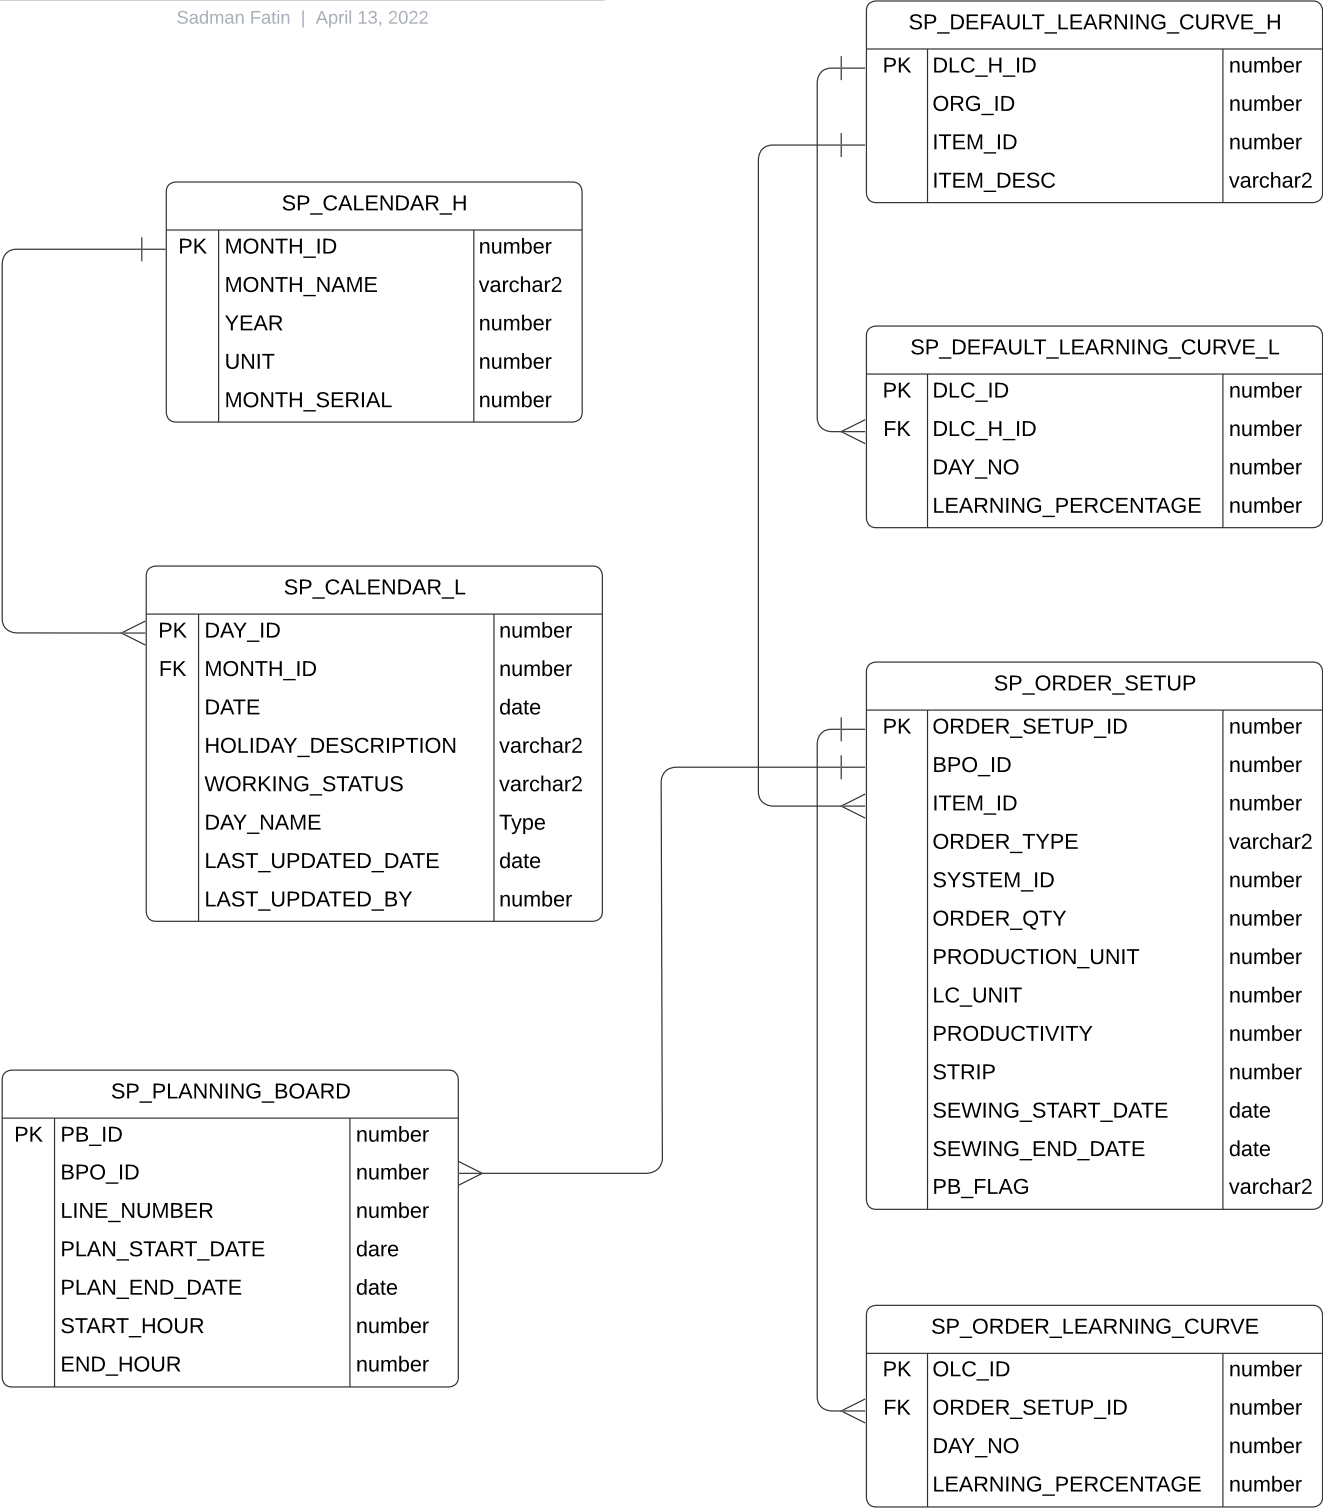 Sadman Fatin | April 13, 2022
SP_CALENDAR_H
PK MONTH_ID number
MONTH_NAME varchar2
YEAR number
UNIT number
MONTH_SERIAL number
SP_CALENDAR_L
PK DAY_ID number
FK MONTH_ID number
DATE date
HOLIDAY_DESCRIPTION varchar2
WORKING_STATUS varchar2
DAY_NAME Type
LAST_UPDATED_DATE date
LAST_UPDATED_BY number
SP_PLANNING_BOARD
PK PB_ID number
BPO_ID number
LINE_NUMBER number
PLAN_START_DATE dare
PLAN_END_DATE date
START_HOUR number
END_HOUR number
SP_DEFAULT_LEARNING_CURVE_H
PK DLC_H_ID number
ORG_ID number
ITEM_ID number
ITEM_DESC varchar2
SP_DEFAULT_LEARNING_CURVE_L
PK DLC_ID number
FK DLC_H_ID number
DAY_NO number
LEARNING_PERCENTAGE number
SP_ORDER_SETUP
PK ORDER_SETUP_ID number
BPO_ID number
ITEM_ID number
ORDER_TYPE varchar2
SYSTEM_ID number
ORDER_QTY number
PRODUCTION_UNIT number
LC_UNIT number
PRODUCTIVITY number
STRIP number
SEWING_START_DATE date
SEWING_END_DATE date
PB_FLAG varchar2
SP_ORDER_LEARNING_CURVE
PK OLC_ID number
FK ORDER_SETUP_ID number
DAY_NO number
LEARNING_PERCENTAGE number